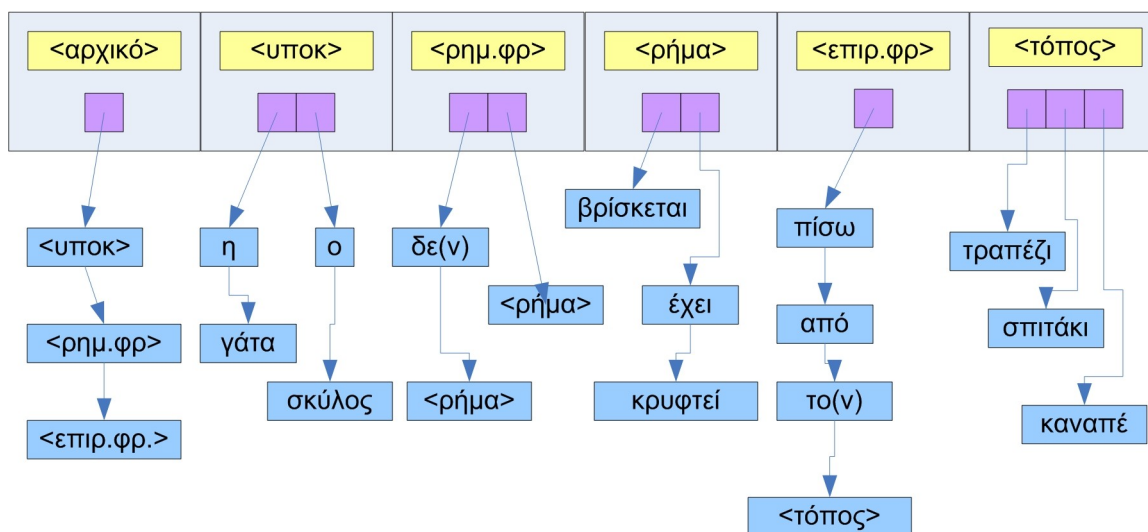 <αρχικό>
<υποκ>
<ρημ.φρ>
<ρήμα>
<επιρ.φρ>
<τόπος>
<υποκ>
<ρημ.φρ>
<επιρ.φρ.>
η
γάτα
ο
σκύλος
δε(ν)
<ρήμα>
<ρήμα>
βρίσκεται
έχει
κρυφτεί
πίσω
από
το(ν)
<τόπος>
τραπέζι
σπιτάκι
καναπέ